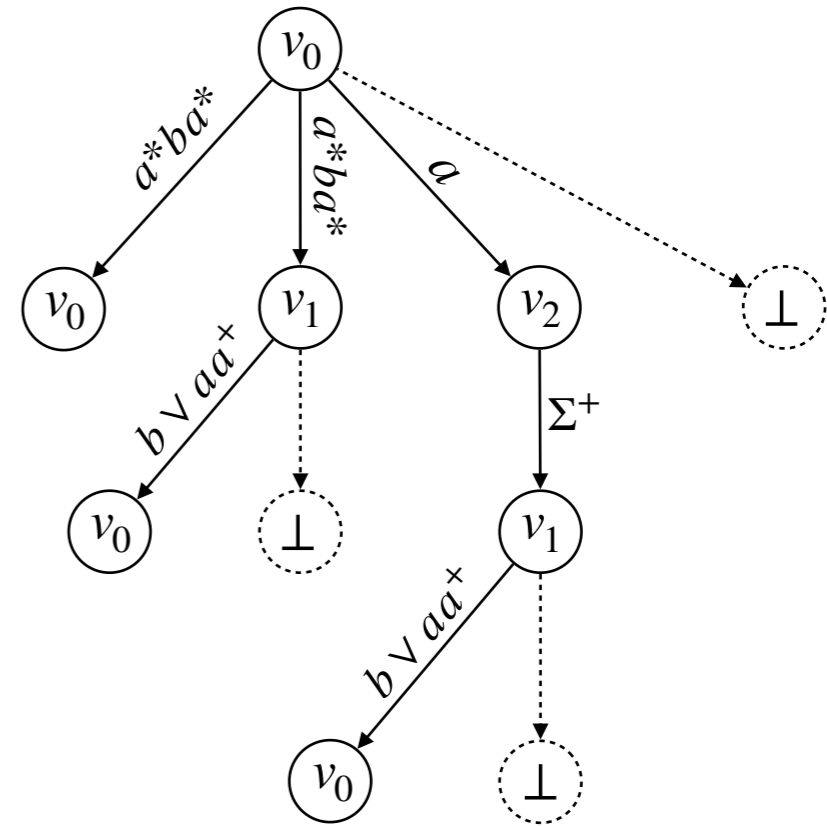 v₀
a*ba*
a*ba*
a
v₀
v₁
v₂
⊥
b ∨ aa⁺
Σ⁺
v₀
⊥
v₁
b ∨ aa⁺
v₀
⊥